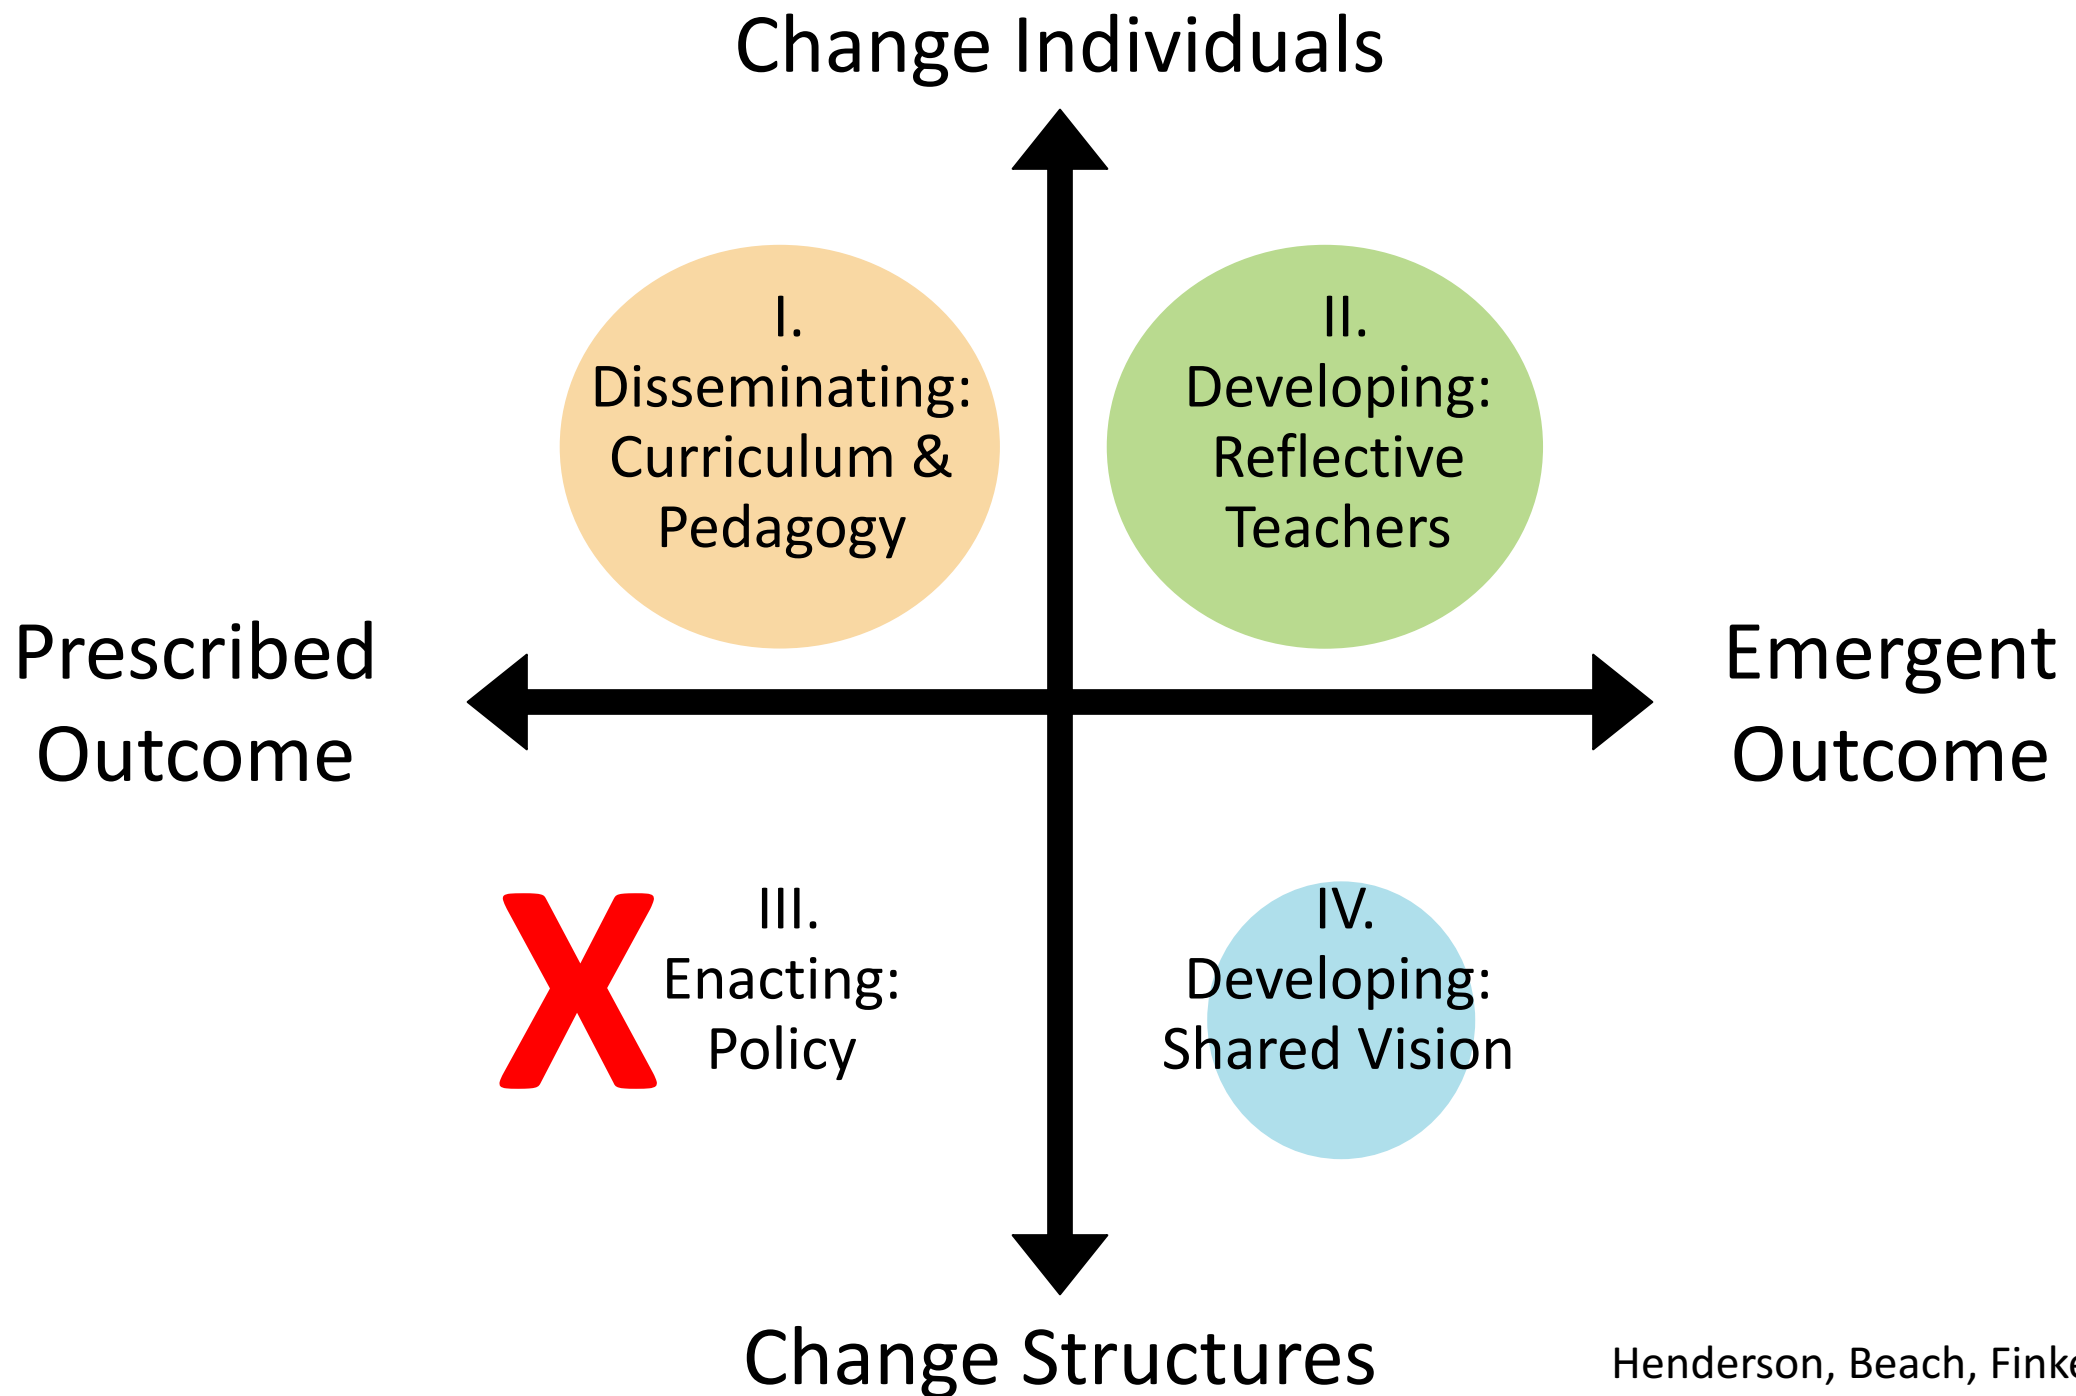 Change Individuals
I.
Disseminating:
Curriculum &
Pedagogy
II.
Developing:
Reflective
Teachers
Prescribed
Outcome
Emergent
Outcome
X
III.
Enacting:
Policy
IV.
Developing:
Shared Vision
Change Structures
Henderson, Beach,